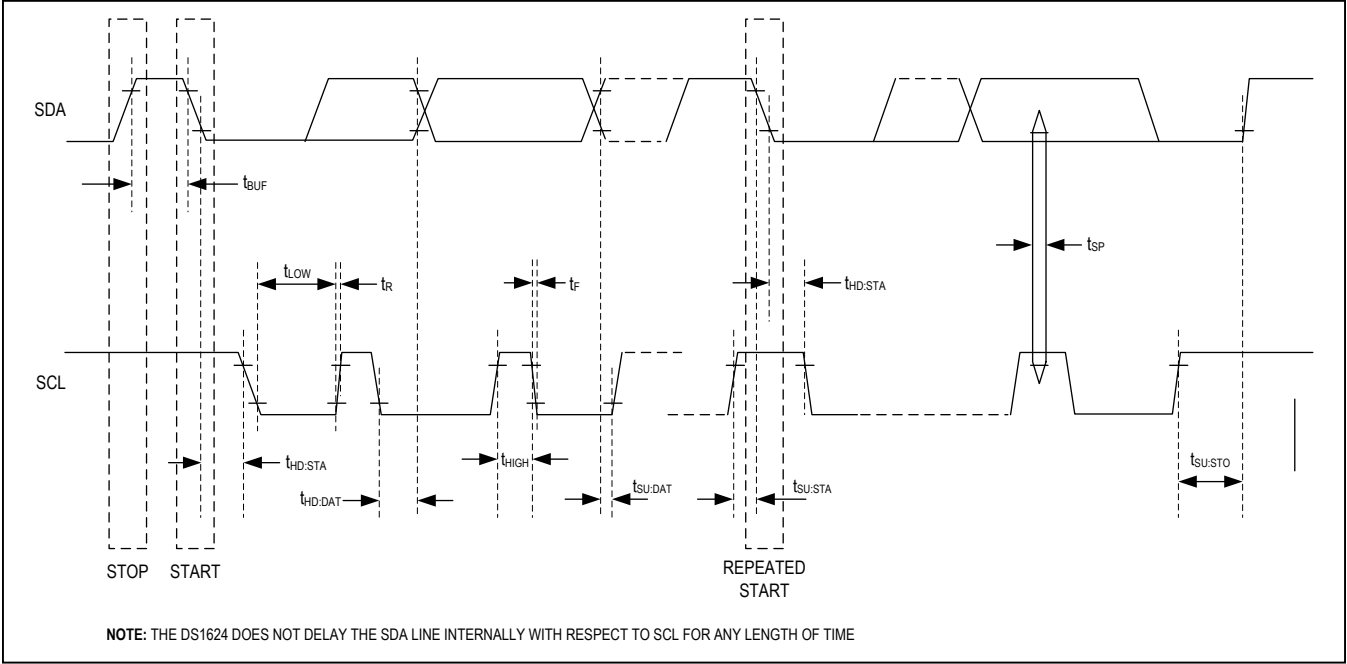 SDA
tBUF
tSP
tLOW
tR
tF
tHD:STA
SCL
tHD:STA
tHIGH
tHD:DAT
tSU:DAT
tSU:STA
tSU:STO
STOP START
REPEATED
START
NOTE: THE DS1624 DOES NOT DELAY THE SDA LINE INTERNALLY WITH RESPECT TO SCL FOR ANY LENGTH OF TIME